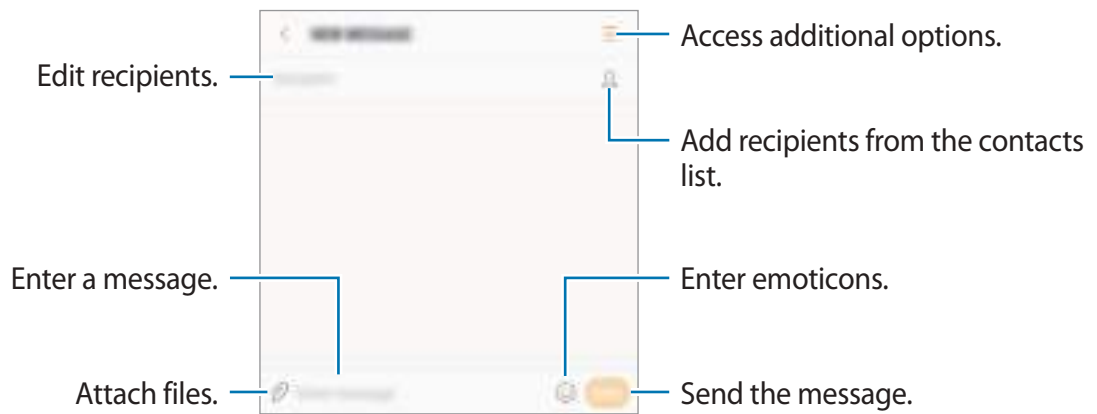 Access additional options.
Edit recipients.
Add recipients from the contacts
list.
Enter a message.
Enter emoticons.
Attach files.
Send the message.